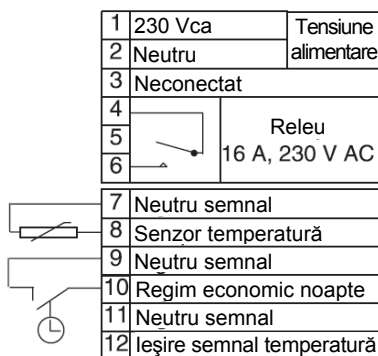 1 230 Vca Tensiune
2 Neutru alimentare
3 Neconectat
4
5 Releu
6 16 A, 230 V AC
7 Neutru semnal
8 Senzor temperatură
9 Neutru semnal
10 Regim economic noapte
11 Neutru semnal
12 Ieşire semnal temperatură